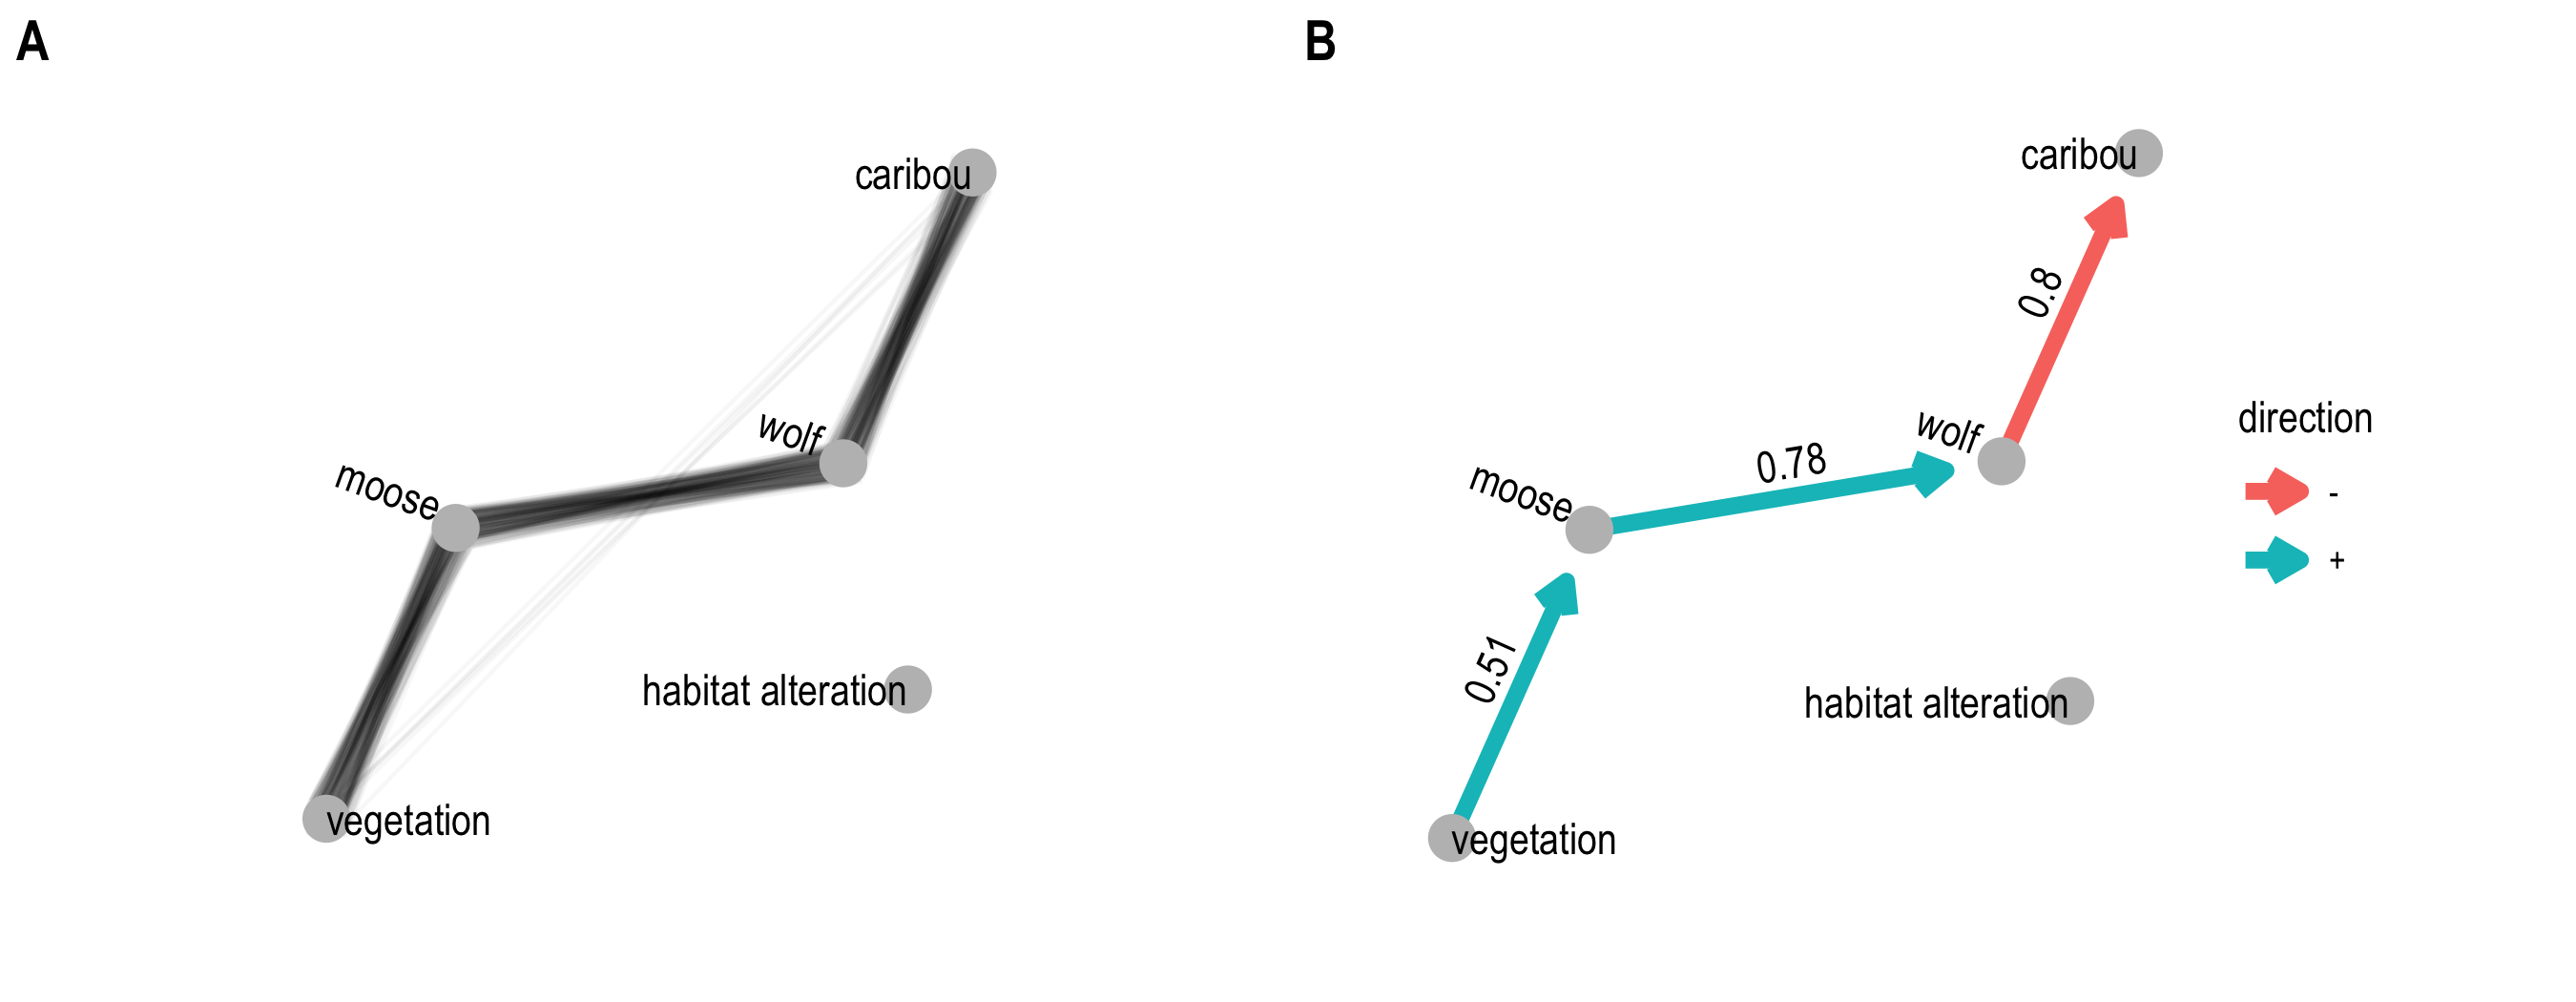 A
caribou
wolf
moose
habitat alteration
vegetation
B
caribou
0.8
wolf
0.78
moose
0.51
habitat alteration
vegetation
direction
-
+